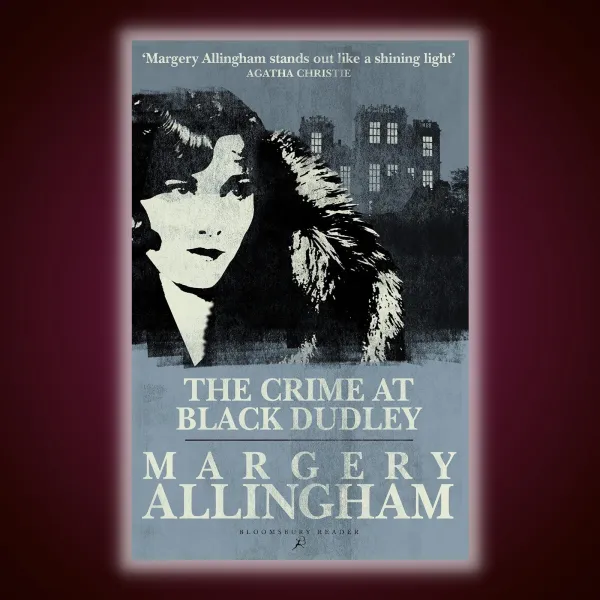 ‘Margery Allingham stands out like a shining light’
AGATHA CHRISTIE
THE CRIME AT
BLACK DUDLEY
MARGERY
ALLINGHAM
BLOOMSBURY READER